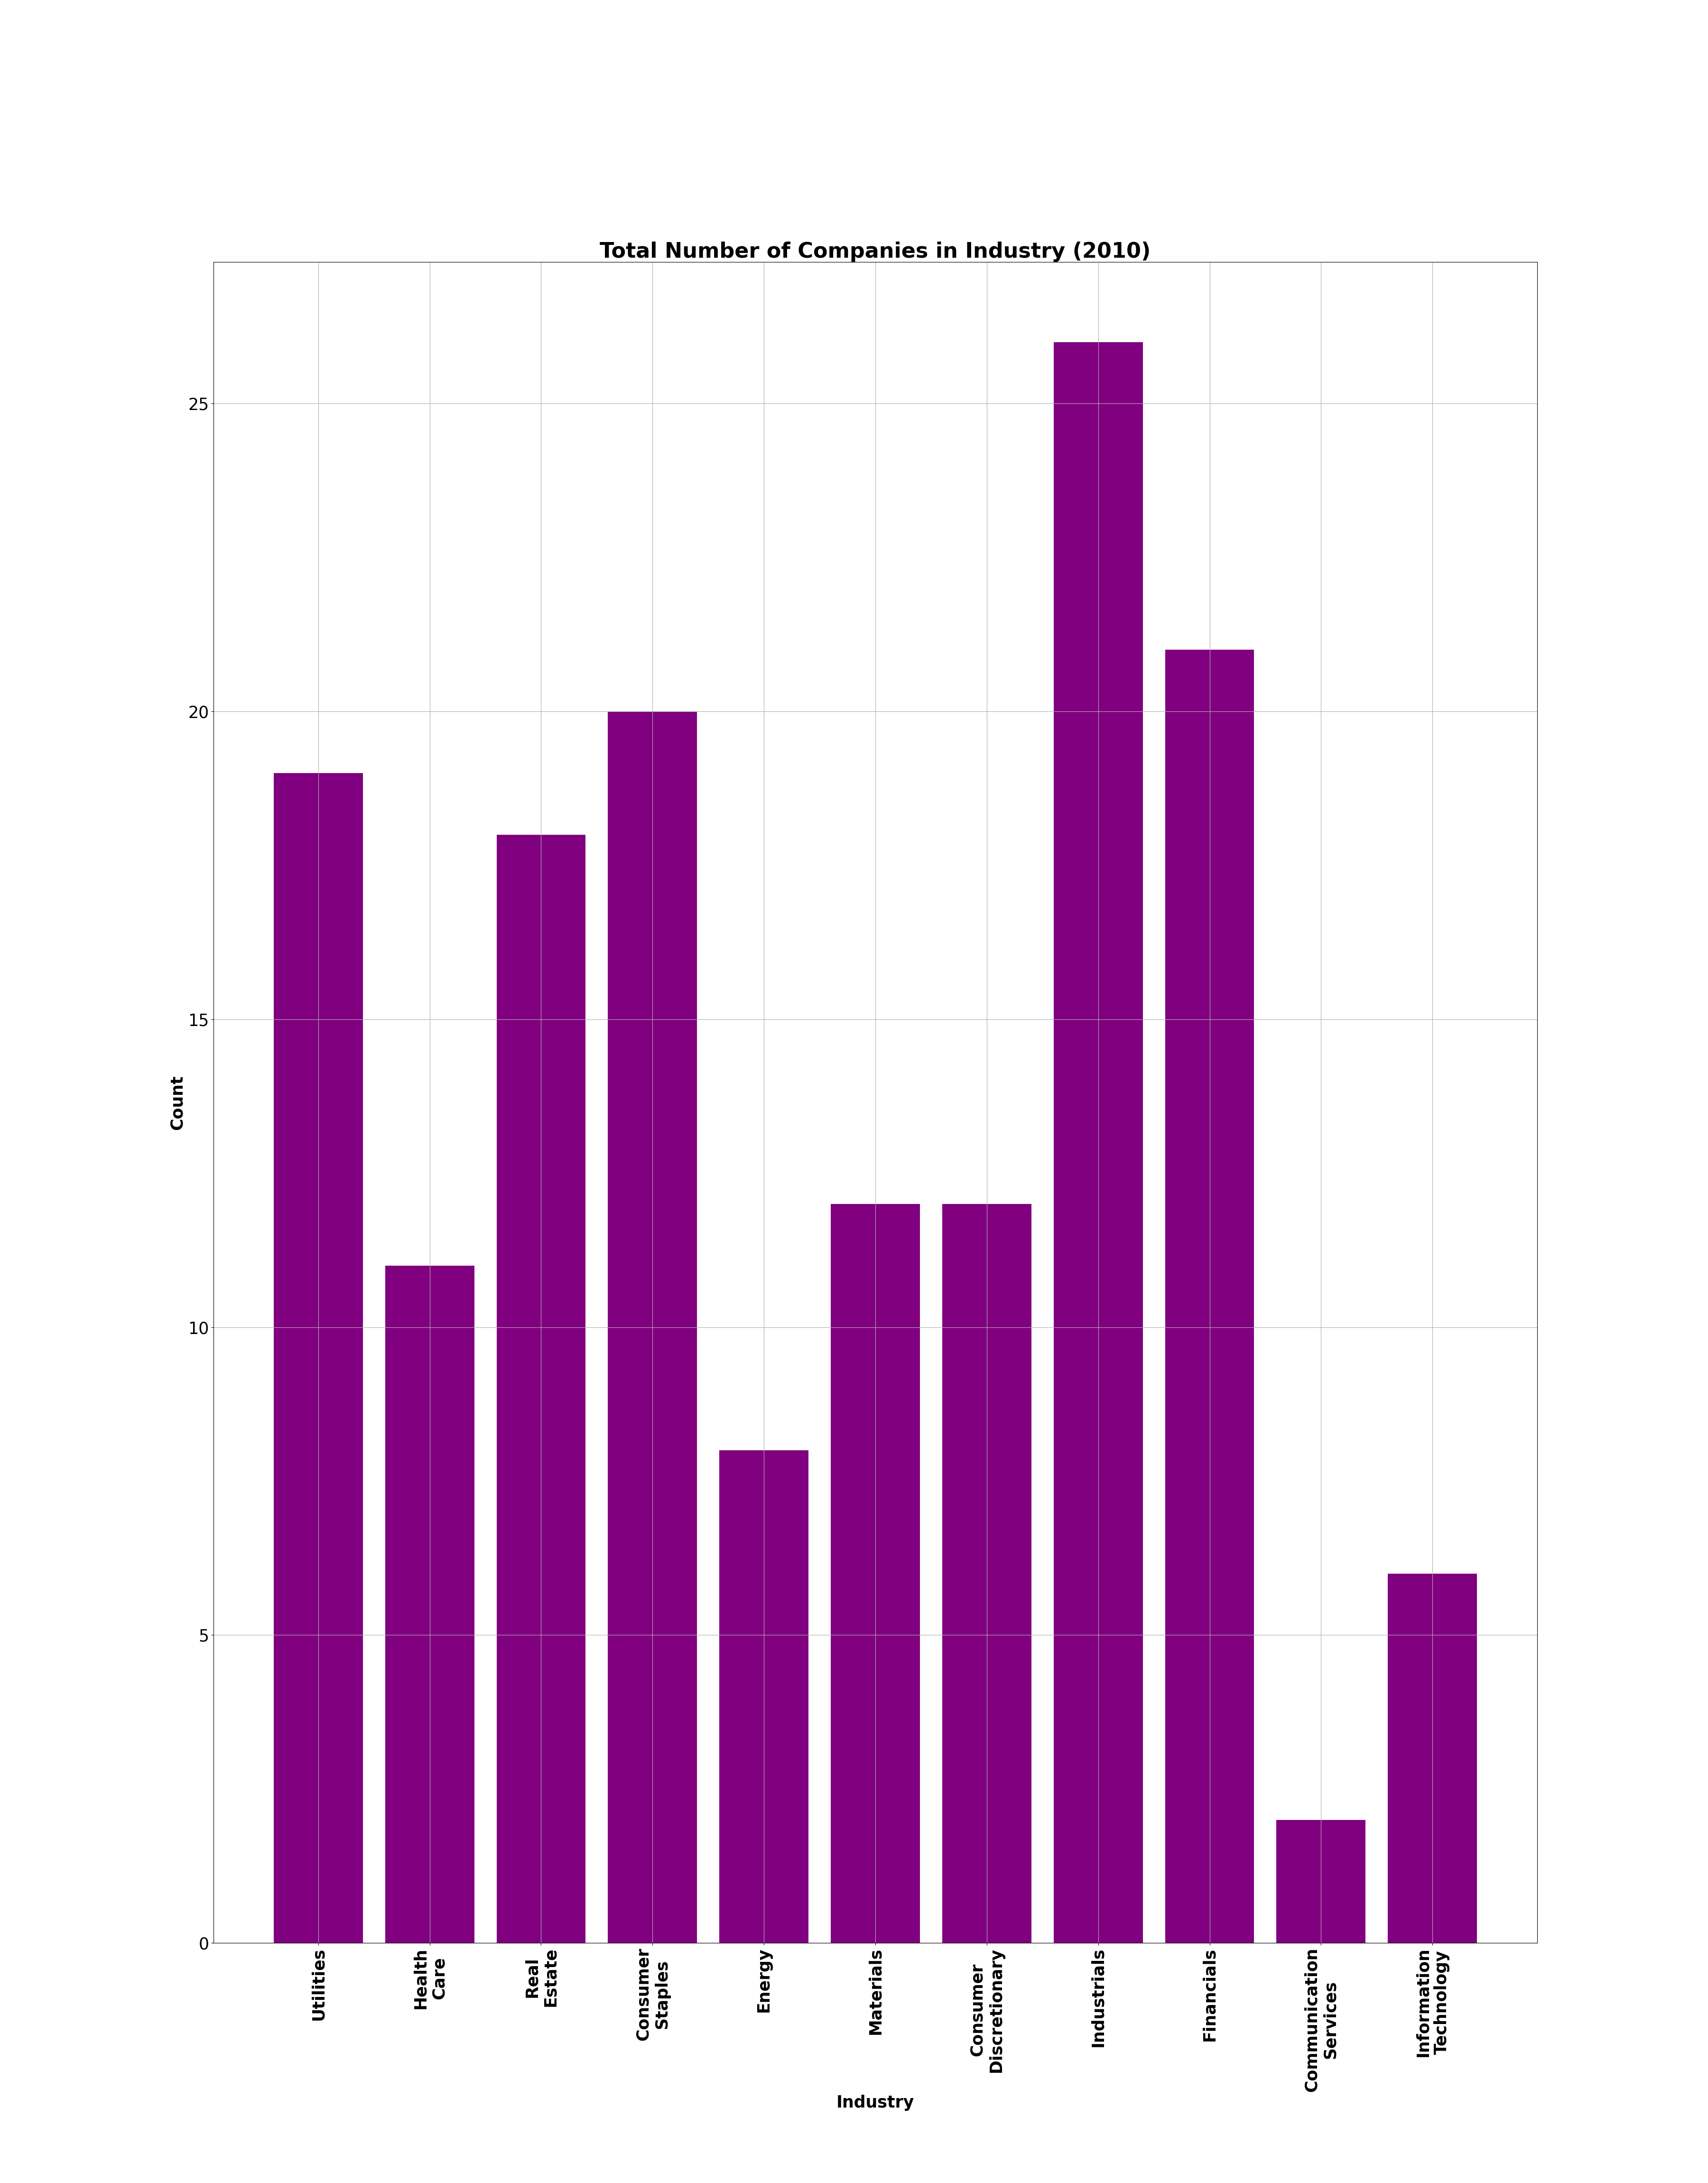 Total Number of Companies in Industry (2010)
25
20
15
10
5
0
Count
Utilities
Health
Care
Real
Estate
Consumer
Staples
Energy
Materials
Consumer
Discretionary
Industrials
Financials
Communication
Services
Information
Technology
Industry